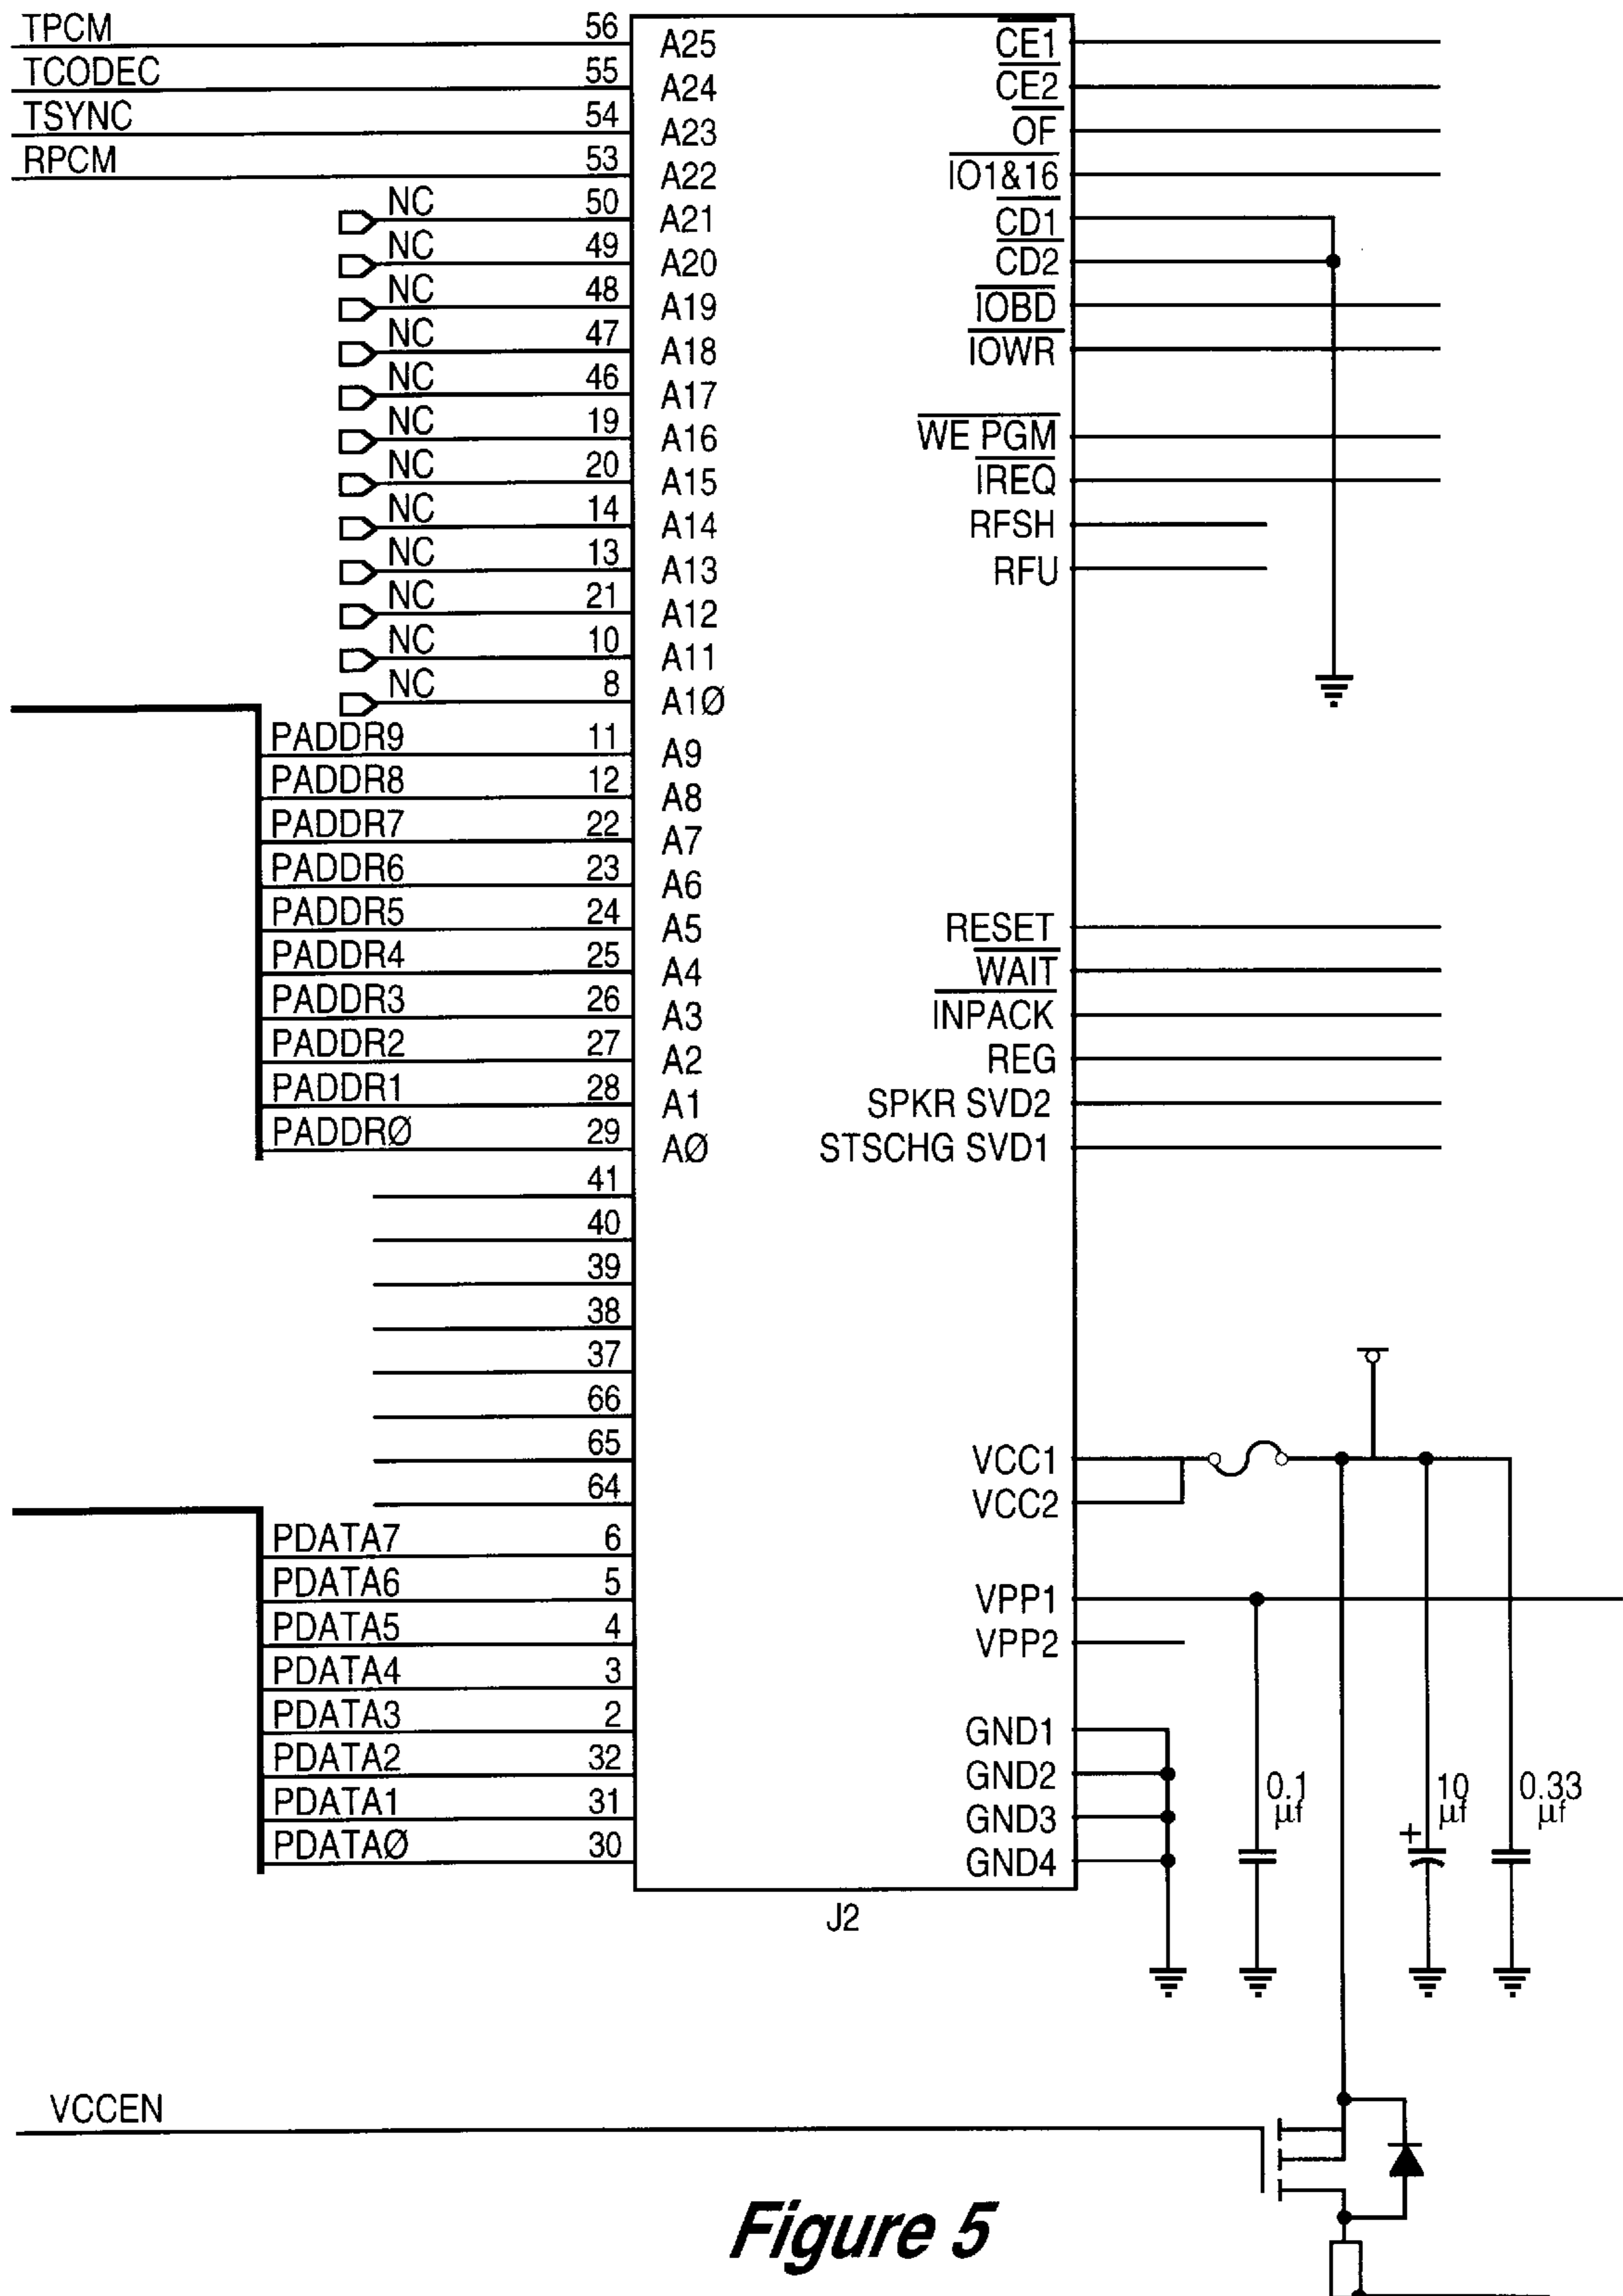 TPCM 56 A25 CE1
TCODEC 55 A24 CE2
TSYNC 54 A23 OF
RPCM 53 A22 IO1&16
NC 50 A21 CD1
NC 49 A20 CD2
NC 48 A19 IOBD
NC 47 A18 IOWR
NC 46 A17
NC 19 A16 WE PGM
NC 20 A15 IREQ
NC 14 A14 RFSH
NC 13 A13 RFU
NC 21 A12
NC 10 A11
NC 8 A1Ø
PADDR9 11 A9
PADDR8 12 A8
PADDR7 22 A7
PADDR6 23 A6
PADDR5 24 A5 RESET
PADDR4 25 A4 WAIT
PADDR3 26 A3 INPACK
PADDR2 27 A2 REG
PADDR1 28 A1 SPKR SVD2
PADDRØ 29 AØ STSCHG SVD1
41
40
39
38
37
66
65 VCC1
64 VCC2
PDATA7 6
PDATA6 5 VPP1
PDATA5 4 VPP2
PDATA4 3
PDATA3 2 GND1
PDATA2 32 GND2 0.1 µf 10 µf 0.33 µf
PDATA1 31 GND3
PDATAØ 30 GND4 +
J2
VCCEN
Figure 5